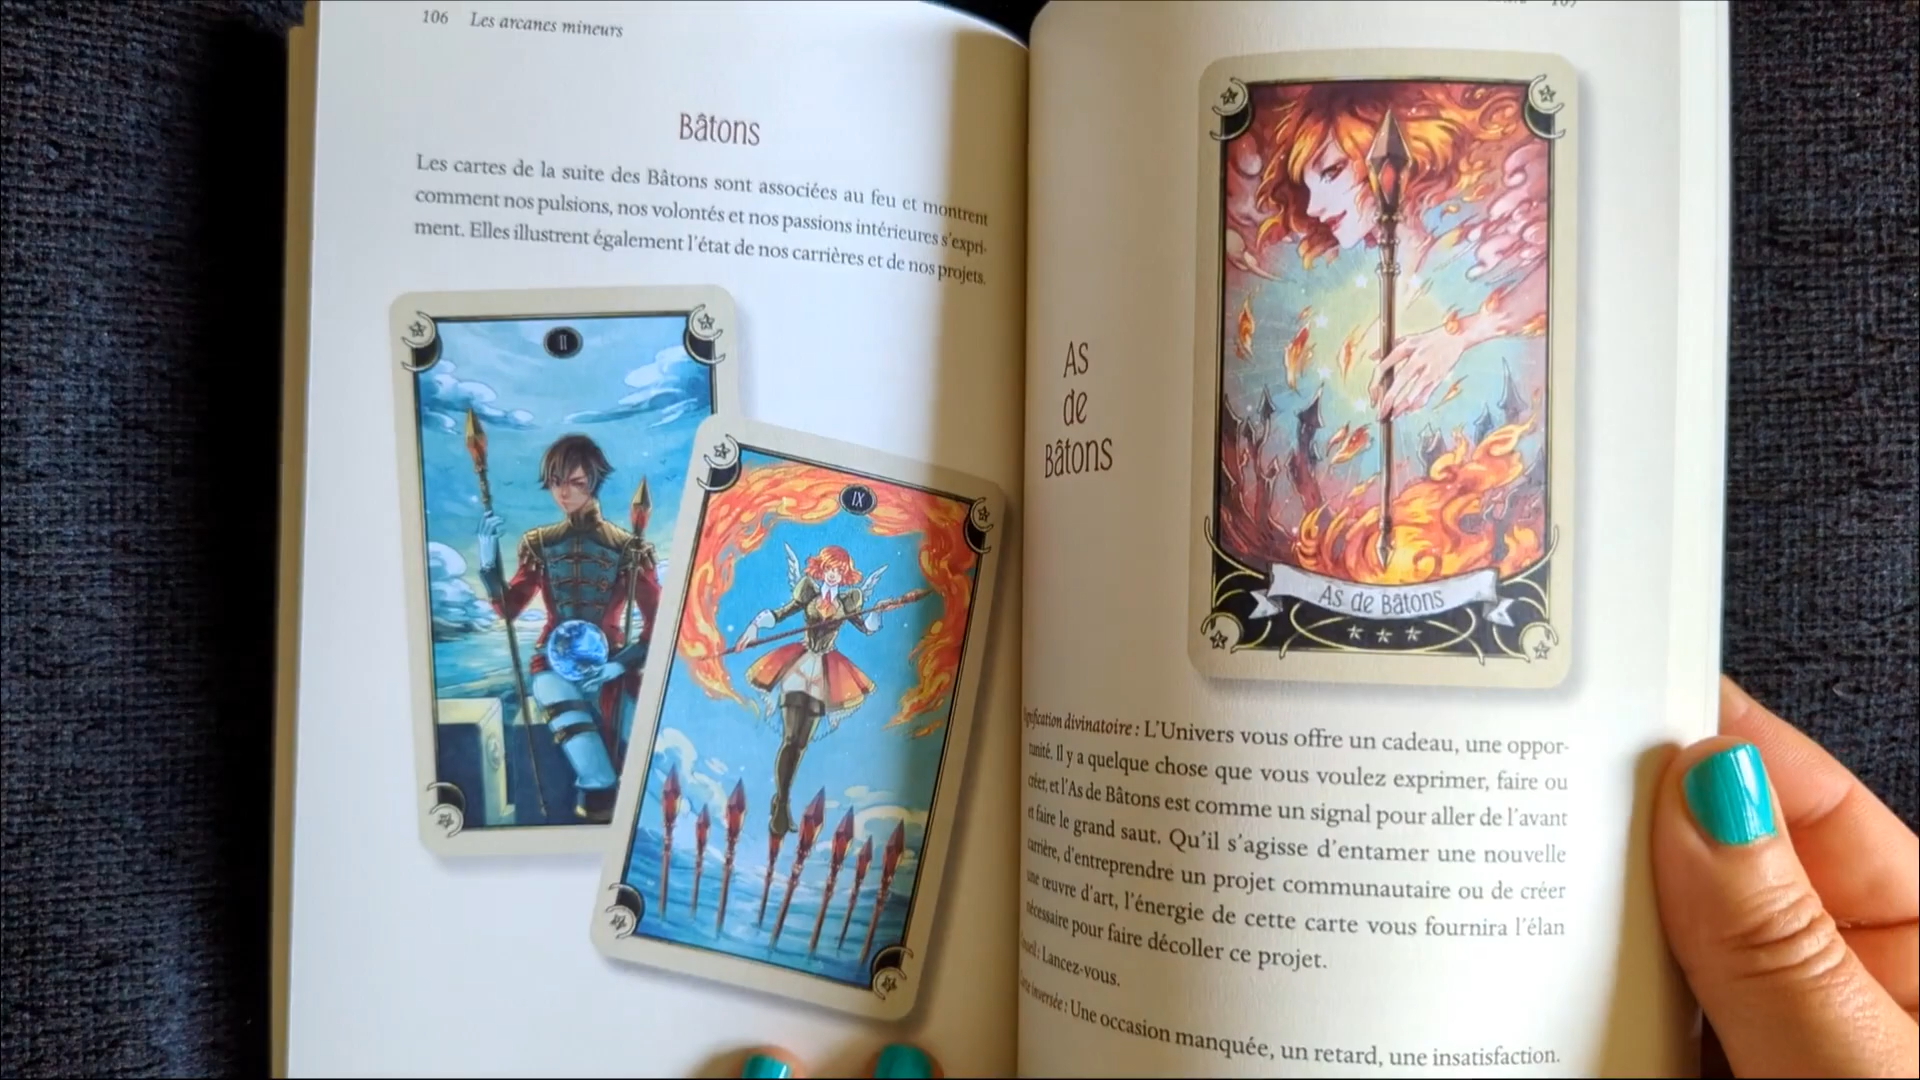 106 Les arcanes mineurs
Bâtons
Les cartes de la suite des Bâtons sont associées au feu et montrent
comment nos pulsions, nos volontés et nos passions intérieures s'expri-
ment. Elles illustrent également l'état de nos carrières et de nos projets.
II
IX
As
de
Bâtons
As de Bâtons
divinatoire : L'Univers vous offre un cadeau, une oppor-
tunité. Il y a quelque chose que vous voulez exprimer, faire ou
créer, et l'As de Bâtons est comme un signal pour aller de l'avant
et faire le grand saut. Qu'il s'agisse d'entamer une nouvelle
carrière, d'entreprendre un projet communautaire ou de créer
une œuvre d'art, l'énergie de cette carte vous fournira l'élan
nécessaire pour faire décoller ce projet.
Lancez-vous.
inversée : Une occasion manquée, un retard, une insatisfaction.